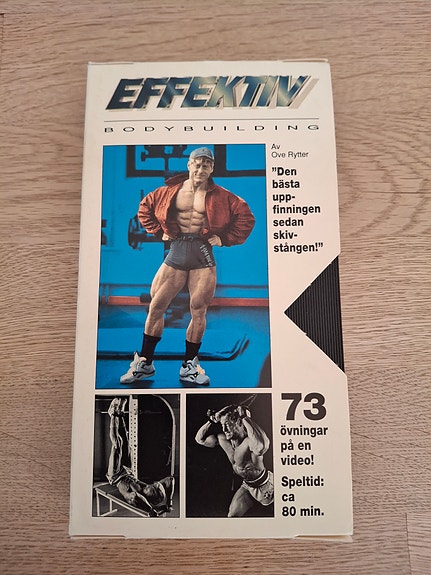 EFFEKTIV
BODYBUILDING
Av
Ove Rytter
"Den
bästa
upp-
finningen
sedan
skiv-
stången!"
73
övningar
på en
video!
Speltid:
ca
80 min.